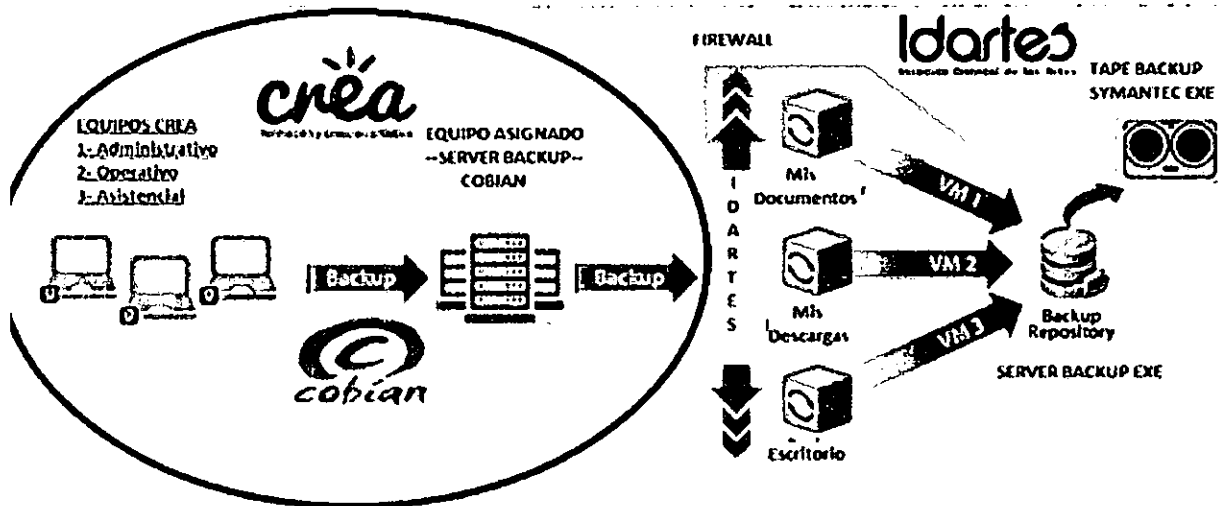 crea
EQUIPOS CREA
1- Administrativo
2- Operativo
3- Asistencial
EQUIPO ASIGNADO
--SERVER BACKUP--
COBIAN
Backup
Backup
cobian
FIREWALL
IDARTES
Idartes
TAPE BACKUP
SYMANTEC EXE
Mis
Documentos
VM 1
Mis
Descargas
VM 2
Escritorio
VM 3
Backup
Repository
SERVER BACKUP EXE